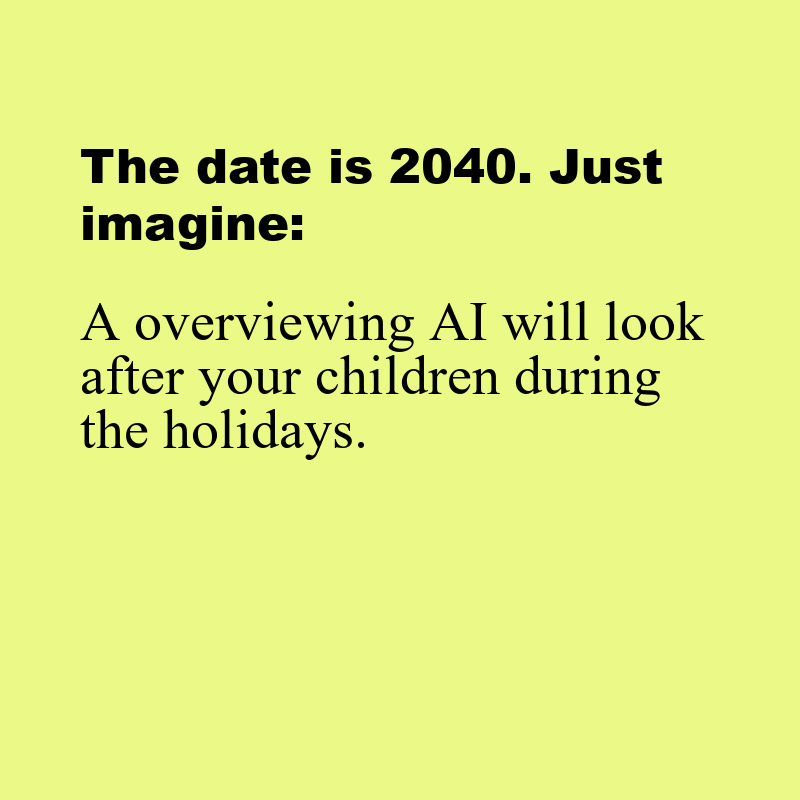 The date is 2040. Just
imagine:
A overviewing AI will look
after your children during
the holidays.